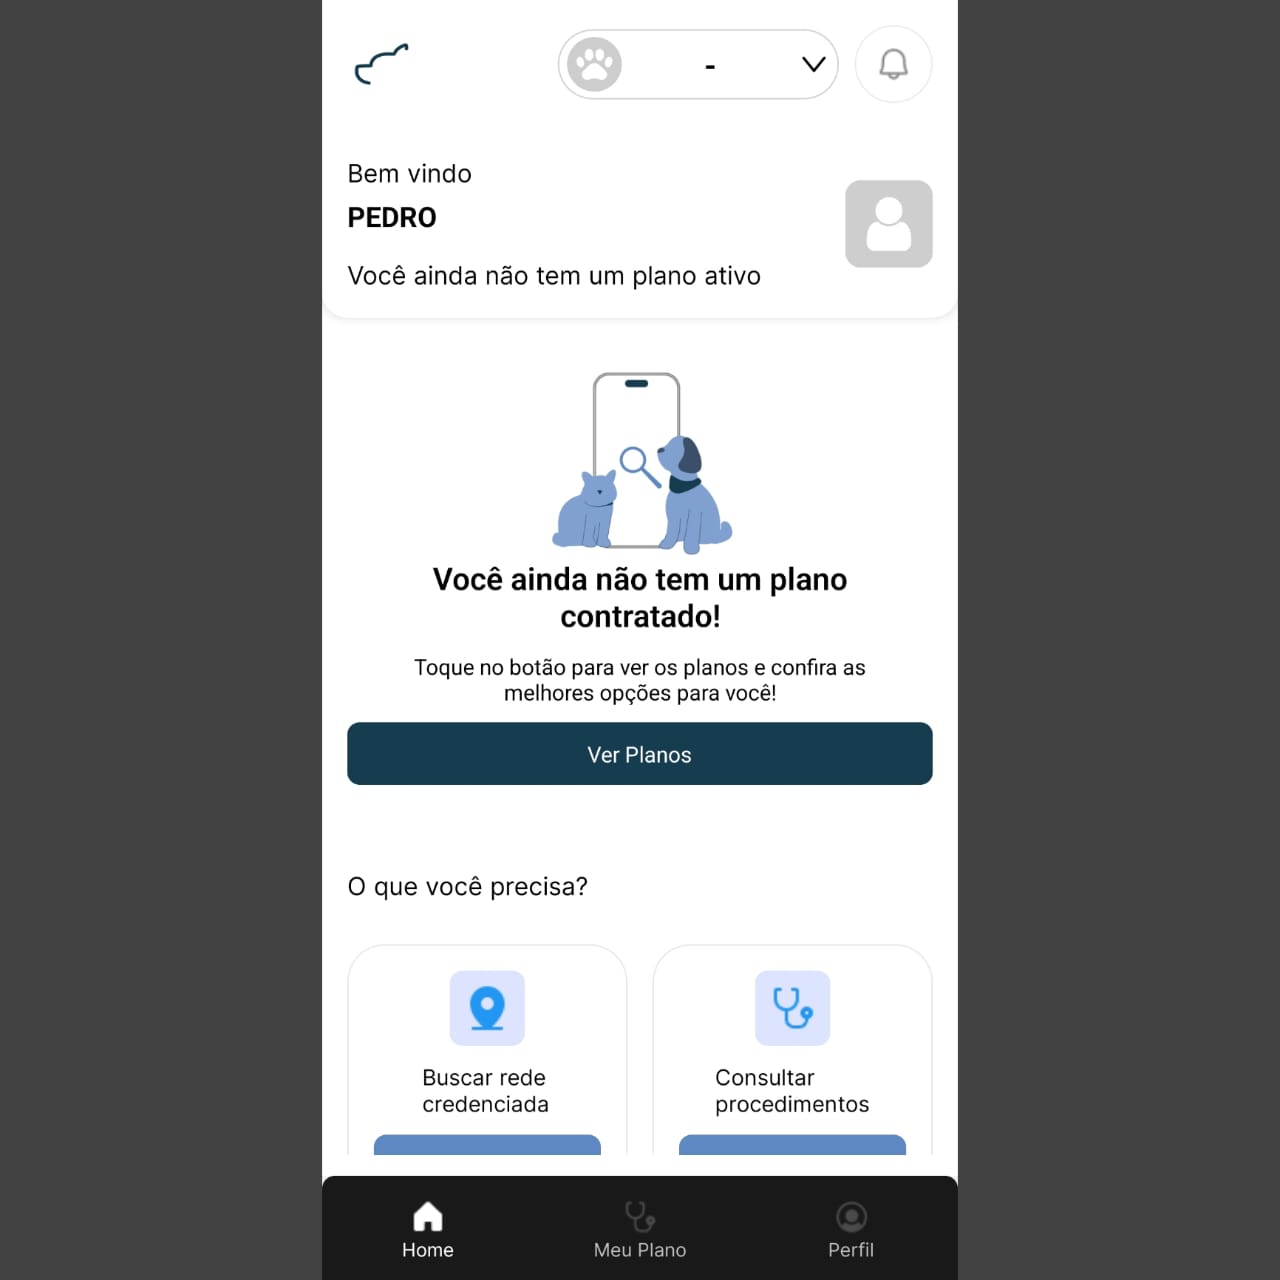 -
Bem vindo
PEDRO
Você ainda não tem um plano ativo
Você ainda não tem um plano
contratado!
Toque no botão para ver os planos e confira as
melhores opções para você!
Ver Planos
O que você precisa?
Buscar rede
credenciada
Consultar
procedimentos
Home
Meu Plano
Perfil